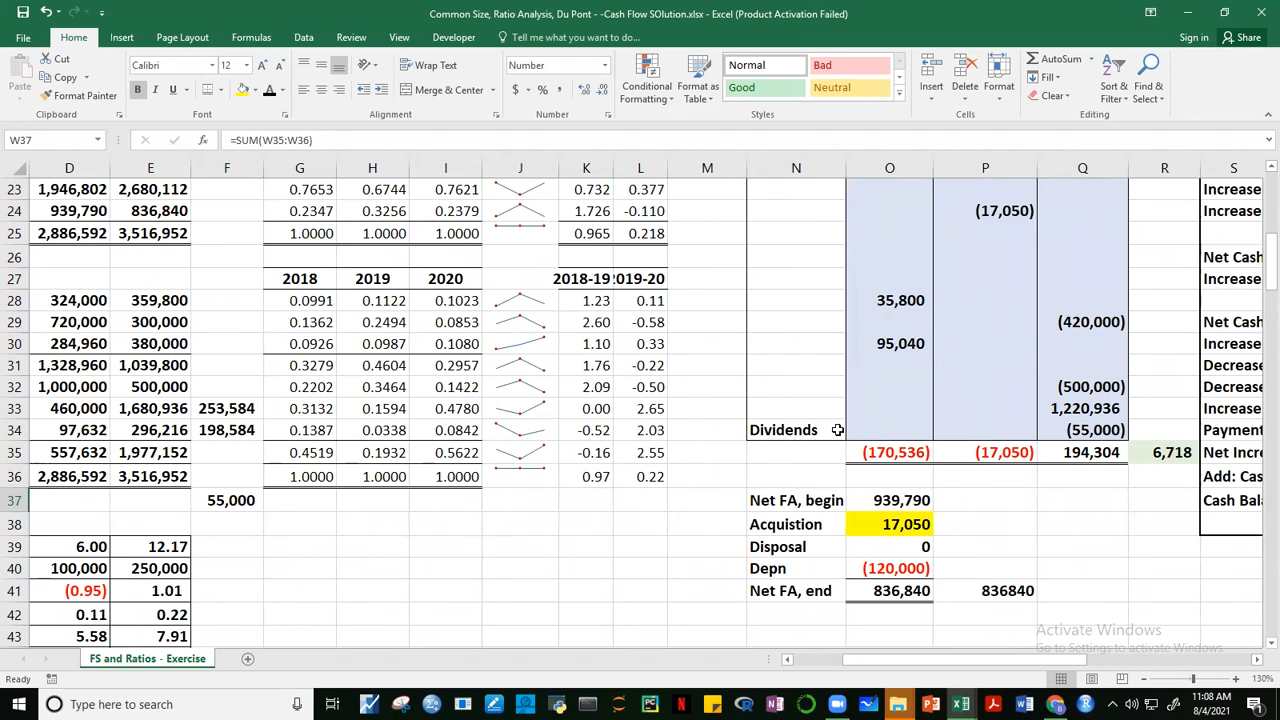 Common Size, Ratio Analysis, Du Pont - -Cash Flow SOlution.xlsx - Excel (Product Activation Failed)
File Home Insert Page Layout Formulas Data Review View Developer Tell me what you want to do... Sign in Share
Cut
Copy
Format Painter
Paste
Clipboard
Calibri 12
B I U
Font
Wrap Text
Merge & Center
Alignment
Number
$ % ,
Number
Conditional Formatting
Format as Table
Normal Bad
Good Neutral
Styles
Insert Delete Format
Cells
AutoSum
Fill
Clear
Sort & Filter
Find & Select
Editing
W37 fx =SUM(W35:W36)
D E F G H I J K L M N O P Q R S
23 1,946,802 2,680,112 0.7653 0.6744 0.7621 0.732 0.377 Increase
24 939,790 836,840 0.2347 0.3256 0.2379 1.726 -0.110 (17,050) Increase
25 2,886,592 3,516,952 1.0000 1.0000 1.0000 0.965 0.218
26 Net Cash
27 2018 2019 2020 2018-19 2019-20 Increase
28 324,000 359,800 0.0991 0.1122 0.1023 1.23 0.11 35,800
29 720,000 300,000 0.1362 0.2494 0.0853 2.60 -0.58 (420,000) Net Cash
30 284,960 380,000 0.0926 0.0987 0.1080 1.10 0.33 95,040 Increase
31 1,328,960 1,039,800 0.3279 0.4604 0.2957 1.76 -0.22 Decrease
32 1,000,000 500,000 0.2202 0.3464 0.1422 2.09 -0.50 (500,000) Decrease
33 460,000 1,680,936 253,584 0.3132 0.1594 0.4780 0.00 2.65 1,220,936 Increase
34 97,632 296,216 198,584 0.1387 0.0338 0.0842 -0.52 2.03 Dividends (55,000) Payment
35 557,632 1,977,152 0.4519 0.1932 0.5622 -0.16 2.55 (170,536) (17,050) 194,304 6,718 Net Incre
36 2,886,592 3,516,952 1.0000 1.0000 1.0000 0.97 0.22 Add: Cas
37 55,000 Net FA, begin 939,790 Cash Bala
38 Acquistion 17,050
39 6.00 12.17 Disposal 0
40 100,000 250,000 Depn (120,000)
41 (0.95) 1.01 Net FA, end 836,840 836840
42 0.11 0.22
43 5.58 7.91
Activate Windows
Go to Settings to activate Windows.
FS and Ratios - Exercise
Ready 130%
Type here to search
11:08 AM
8/4/2021